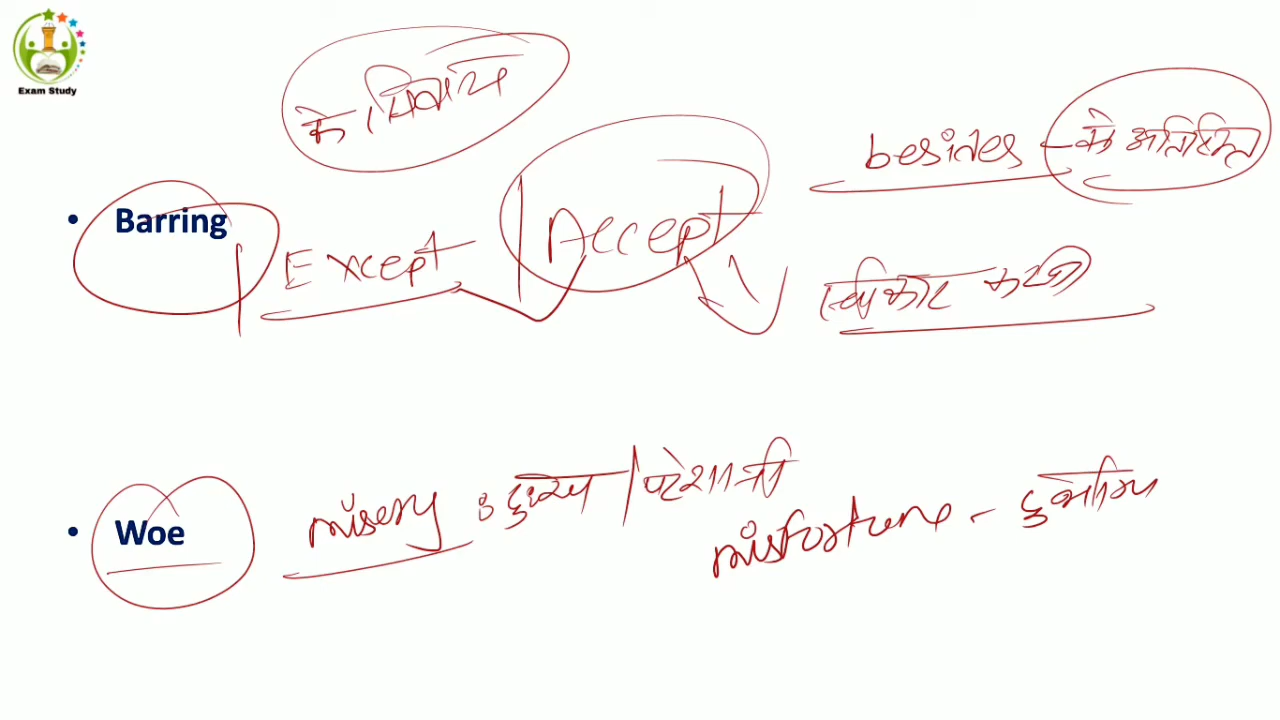 Exam Study
के सिवाय
besides - के अतिरिक्त
• Barring
Except
Accept
स्वीकार करना
• Woe
misery : दुख / परेशानी
misfortune - दुर्भाग्य